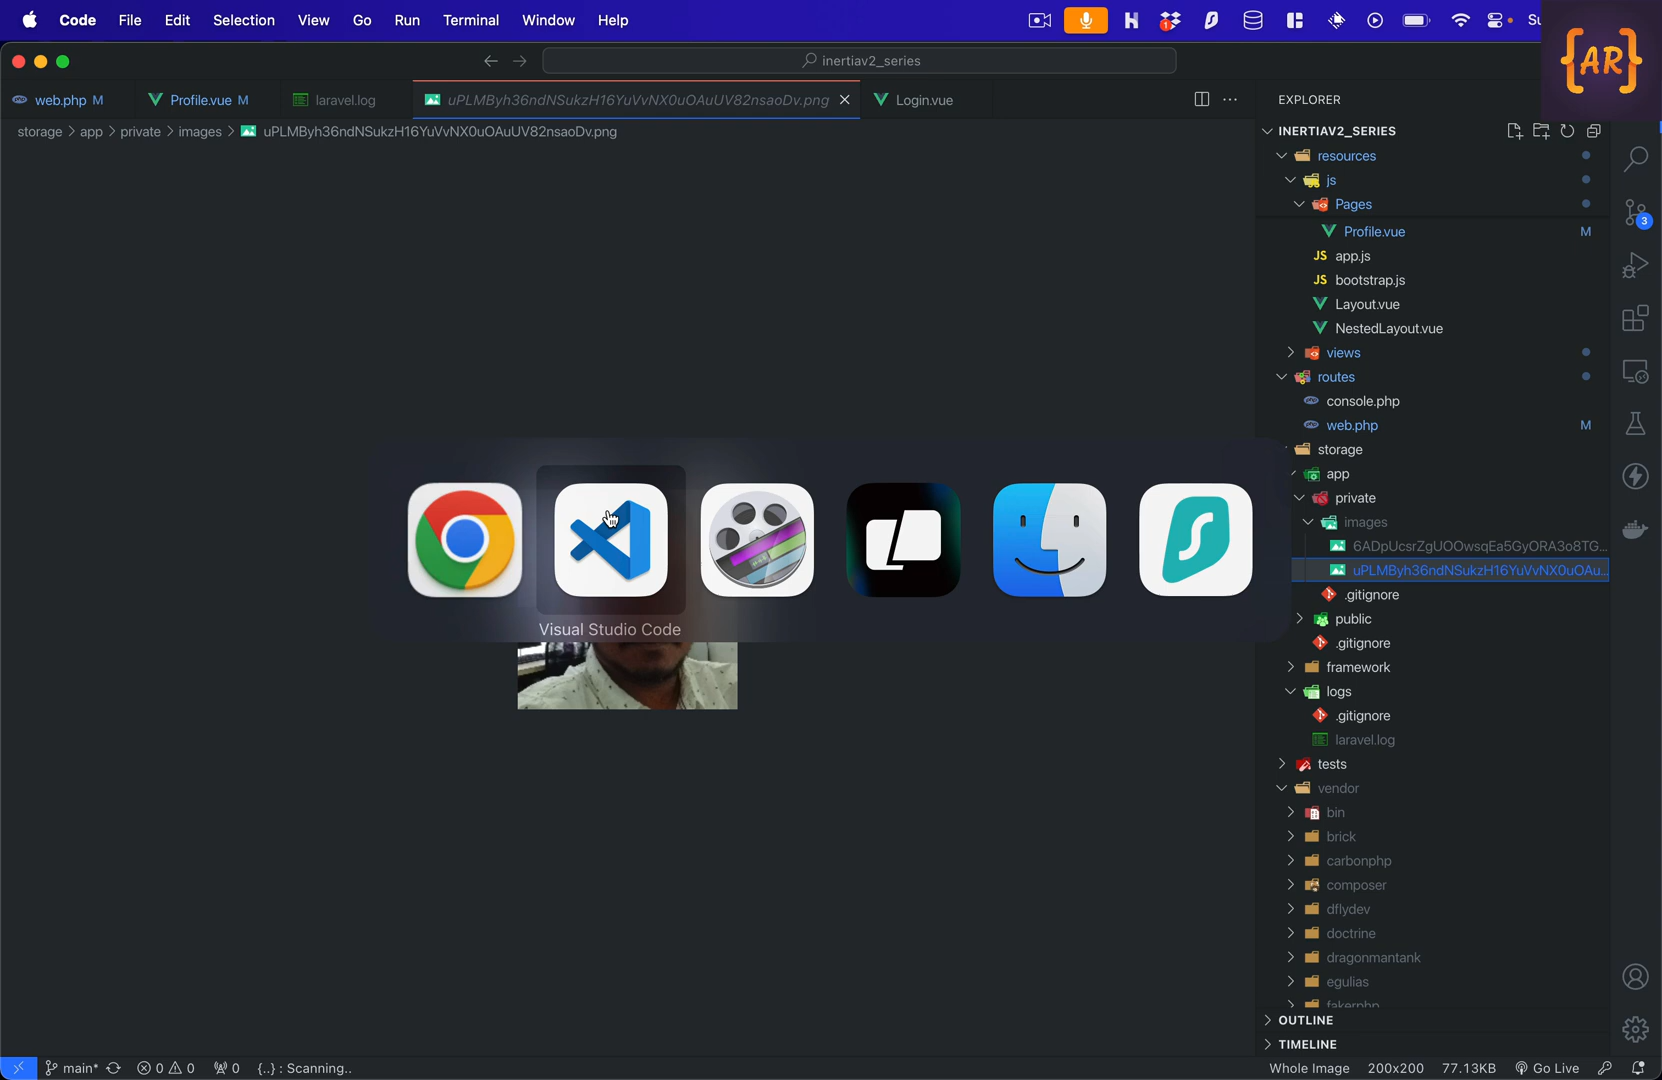 Code File Edit Selection View Go Run Terminal Window Help
{AR}
inertiav2_series
web.php M Profile.vue M laravel.log uPLMByh36ndNSukzH16YuVvNX0uOAuUV82nsaoDv.png Login.vue
storage > app > private > images > uPLMByh36ndNSukzH16YuVvNX0uOAuUV82nsaoDv.png
EXPLORER
INERTIAV2_SERIES
resources
js
Pages
Profile.vue M
app.js
bootstrap.js
Layout.vue
NestedLayout.vue
views
routes
console.php
web.php M
storage
app
private
images
6ADpUcsrZgUOOwsqEa5GyORA3o8TG...
uPLMByh36ndNSukzH16YuVvNX0uOAu...
.gitignore
public
.gitignore
framework
logs
.gitignore
laravel.log
tests
vendor
bin
brick
carbonphp
composer
dflydev
doctrine
dragonmantank
egulias
fakerphp
OUTLINE
TIMELINE
3
Visual Studio Code
main* 0 0 0 {..} : Scanning..
Whole Image 200x200 77.13KB Go Live